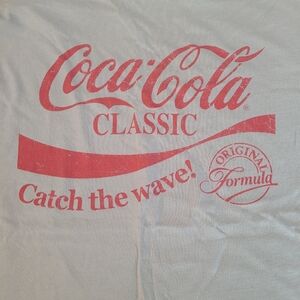 Coca-Cola
CLASSIC
Catch the wave!
ORIGINAL
Formula